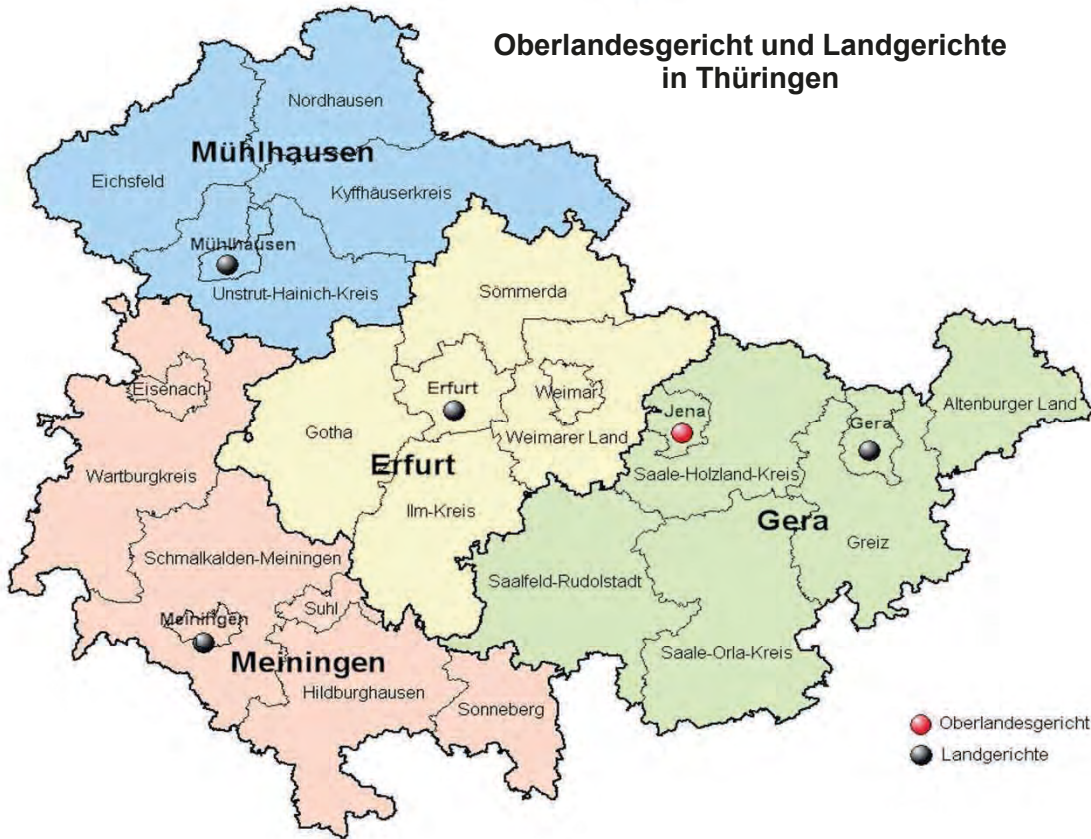 Oberlandesgericht und Landgerichte
in Thüringen
Nordhausen
Mühlhausen
Eichsfeld
Kyffhäuserkreis
Mühlhausen
Unstrut-Hainich-Kreis
Sömmerda
Eisenach
Erfurt
Weimar
Jena
Gera
Altenburger Land
Gotha
Weimarer Land
Wartburgkreis
Erfurt
Saale-Holzland-Kreis
Ilm-Kreis
Gera
Greiz
Schmalkalden-Meiningen
Saalfeld-Rudolstadt
Suhl
Meiningen
Meiningen
Saale-Orla-Kreis
Hildburghausen
Sonneberg
Oberlandesgericht
Landgerichte